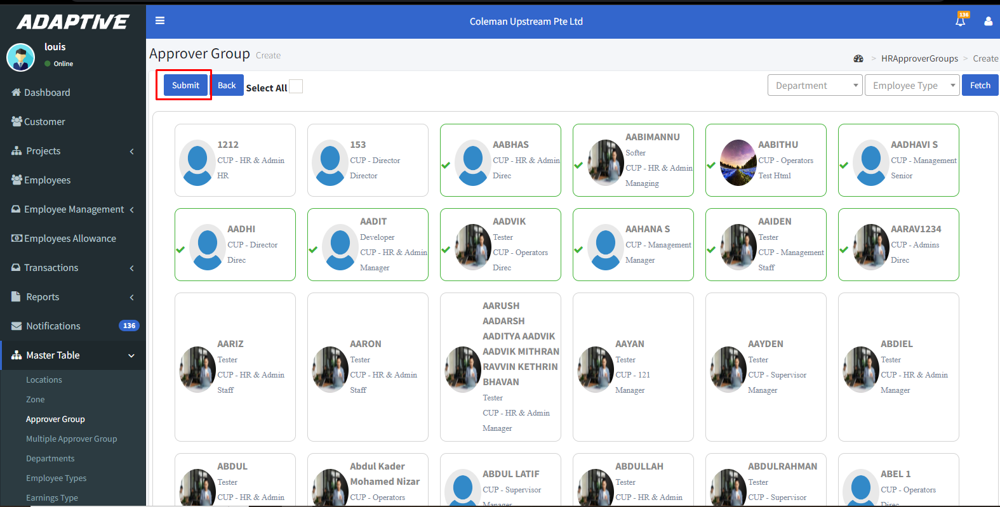 ADAPTIVE
louis
Online
Dashboard
Customer
Projects
Employees
Employee Management
Employees Allowance
Transactions
Reports
Notifications 136
Master Table
Locations
Zone
Approver Group
Multiple Approver Group
Departments
Employee Types
Earnings Type
Coleman Upstream Pte Ltd
136
Approver Group Create
> HRApproverGroups > Create
Submit Back Select All
Department Employee Type Fetch
1212
CUP - HR & Admin
HR
153
CUP - Director
Director
AABHAS
CUP - HR & Admin
Direc
AABIMANNU
Softer
CUP - HR & Admin
Managing
AABITHU
CUP - Operators
Test Html
AADHAVI S
CUP - Management
Senior
AADHI
CUP - Director
Direc
AADIT
Developer
CUP - HR & Admin
Manager
AADVIK
Tester
CUP - Operators
Direc
AAHANA S
CUP - Management
Manager
AAIDEN
Tester
CUP - Management
Staff
AARAV1234
CUP - Admins
Direc
AARIZ
Tester
CUP - HR & Admin
Staff
AARON
Tester
CUP - HR & Admin
Staff
AARUSH
AADARSH
AADITYA AADVIK
AADVIK MITHRAN
RAVVIN KETHRIN
BHAVAN
Tester
CUP - HR & Admin
Manager
AAYAN
Tester
CUP - 121
Manager
AAYDEN
Tester
CUP - Supervisor
Manager
ABDIEL
Tester
CUP - HR & Admin
Manager
ABDUL
Tester
CUP - HR & Admin
Abdul Kader
Mohamed Nizar
CUP - Operators
ABDUL LATIF
CUP - Supervisor
Manager
ABDULLAH
Tester
CUP - HR & Admin
ABDULRAHMAN
Tester
CUP - Supervisor
ABEL 1
CUP - Operators
Direc